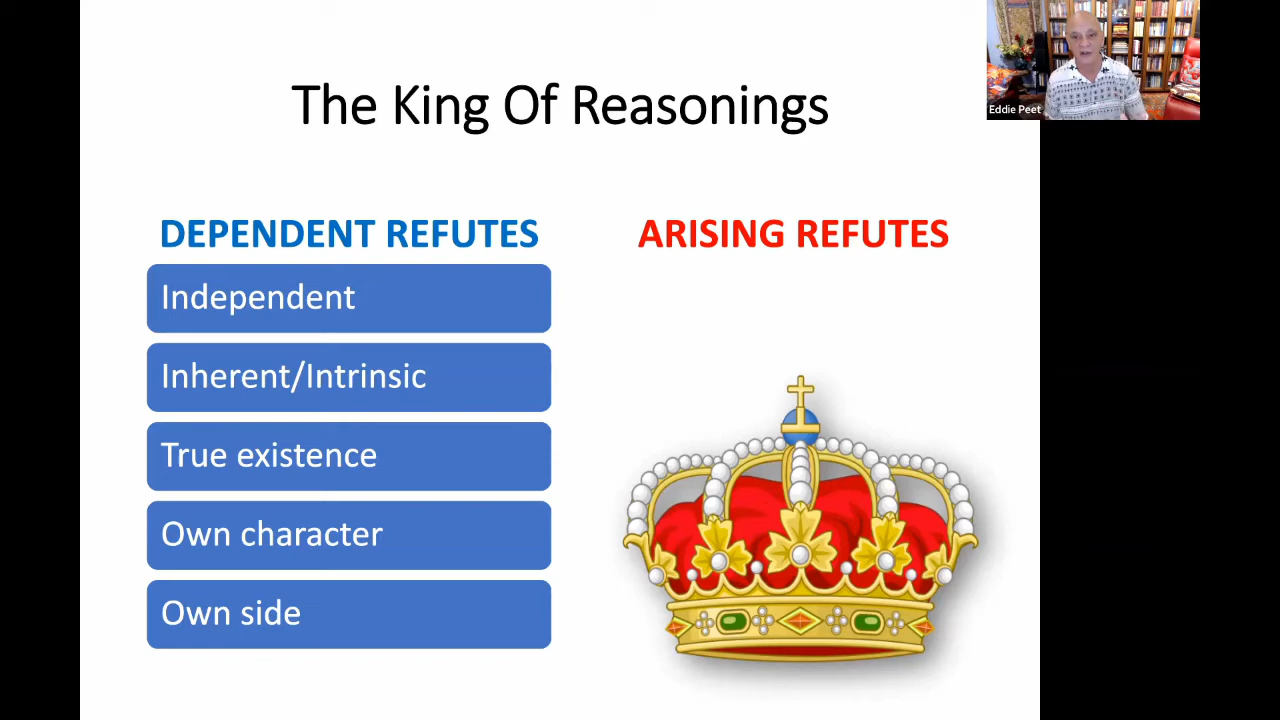 The King Of Reasonings
Eddie Peet
DEPENDENT REFUTES
Independent
Inherent/Intrinsic
True existence
Own character
Own side
ARISING REFUTES